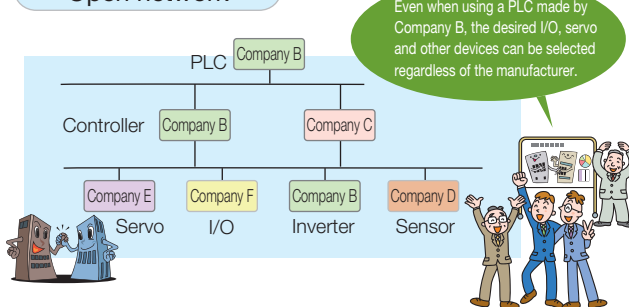 Open network
Even when using a PLC made by
Company B, the desired I/O, servo
and other devices can be selected
regardless of the manufacturer.
PLC
Company B
Controller
Company B
Company C
Company E
Company F
Company B
Company D
Servo
I/O
Inverter
Sensor